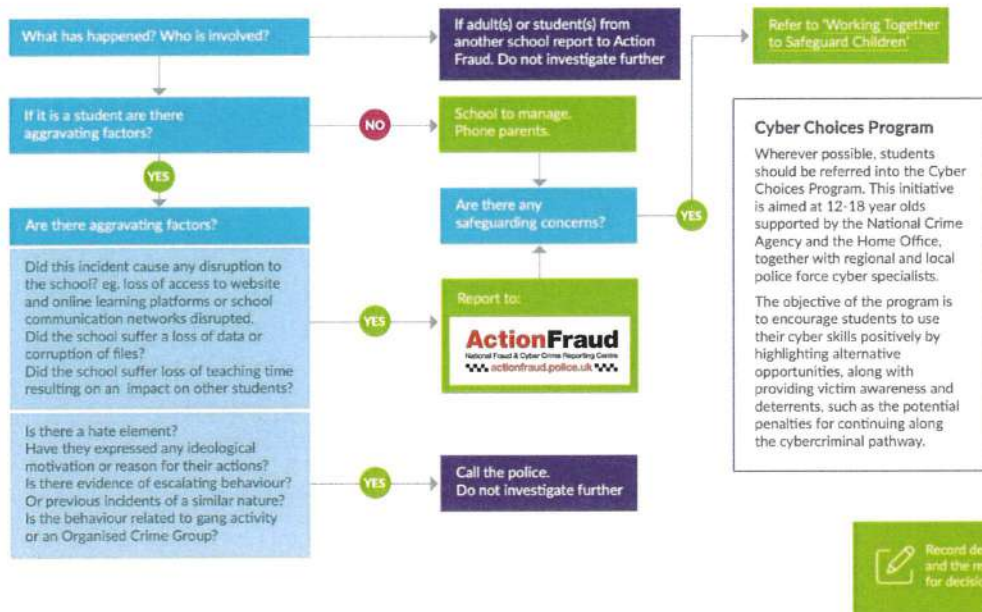 What has happened? Who is involved?
If adult(s) or student(s) from
another school report to Action
Fraud. Do not investigate further
Refer to 'Working Together
to Safeguard Children'
If it is a student are there
aggravating factors?
NO
School to manage.
Phone parents.
YES
Are there any
safeguarding concerns?
YES
Are there aggravating factors?
Did this incident cause any disruption to
the school? eg. loss of access to website
and online learning platforms or school
communication networks disrupted.
Did the school suffer a loss of data or
corruption of files?
Did the school suffer loss of teaching time
resulting on an impact on other students?
YES
Report to:
ActionFraud
National Fraud & Cyber Crime Reporting Centre
actionfraud.police.uk
Is there a hate element?
Have they expressed any ideological
motivation or reason for their actions?
Is there evidence of escalating behaviour?
Or previous incidents of a similar nature?
Is the behaviour related to gang activity
or an Organised Crime Group?
YES
Call the police.
Do not investigate further
Cyber Choices Program
Wherever possible, students
should be referred into the Cyber
Choices Program. This initiative
is aimed at 12-18 year olds
supported by the National Crime
Agency and the Home Office,
together with regional and local
police force cyber specialists.
The objective of the program is
to encourage students to use
their cyber skills positively by
highlighting alternative
opportunities, along with
providing victim awareness and
deterrents, such as the potential
penalties for continuing along
the cybercriminal pathway.
Record
and the
for